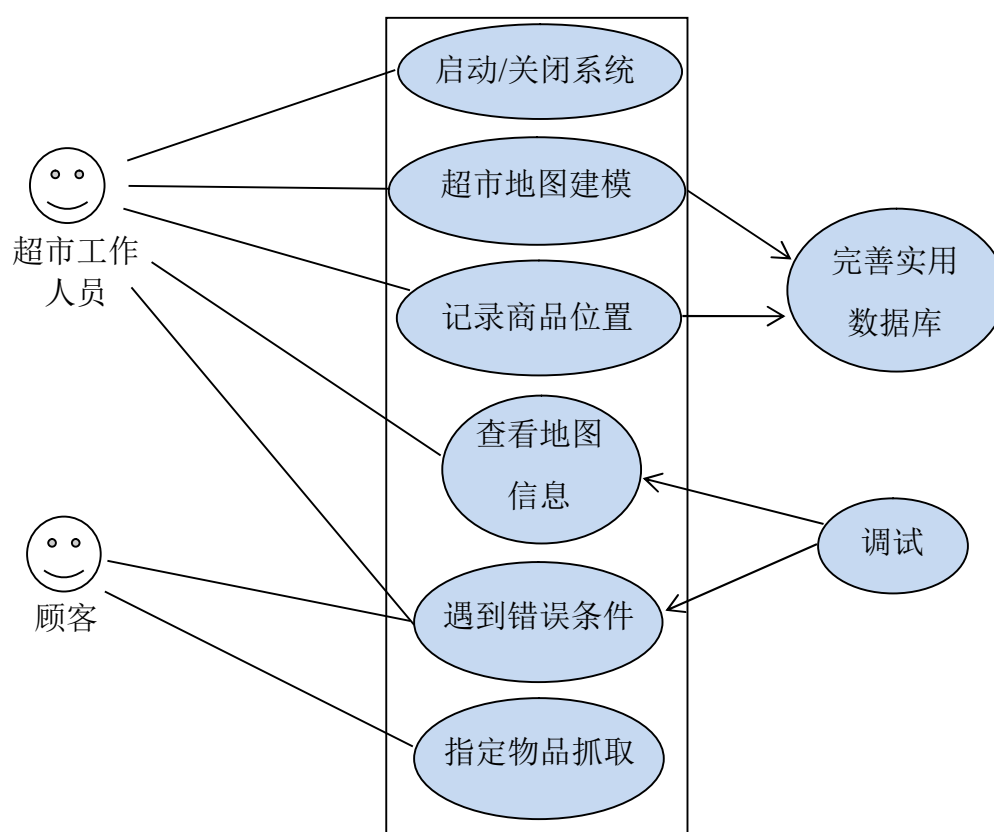 启动/关闭系统
超市地图建模
超市工作
人员
完善实用
数据库
记录商品位置
查看地图
信息
调试
顾客
遇到错误条件
指定物品抓取